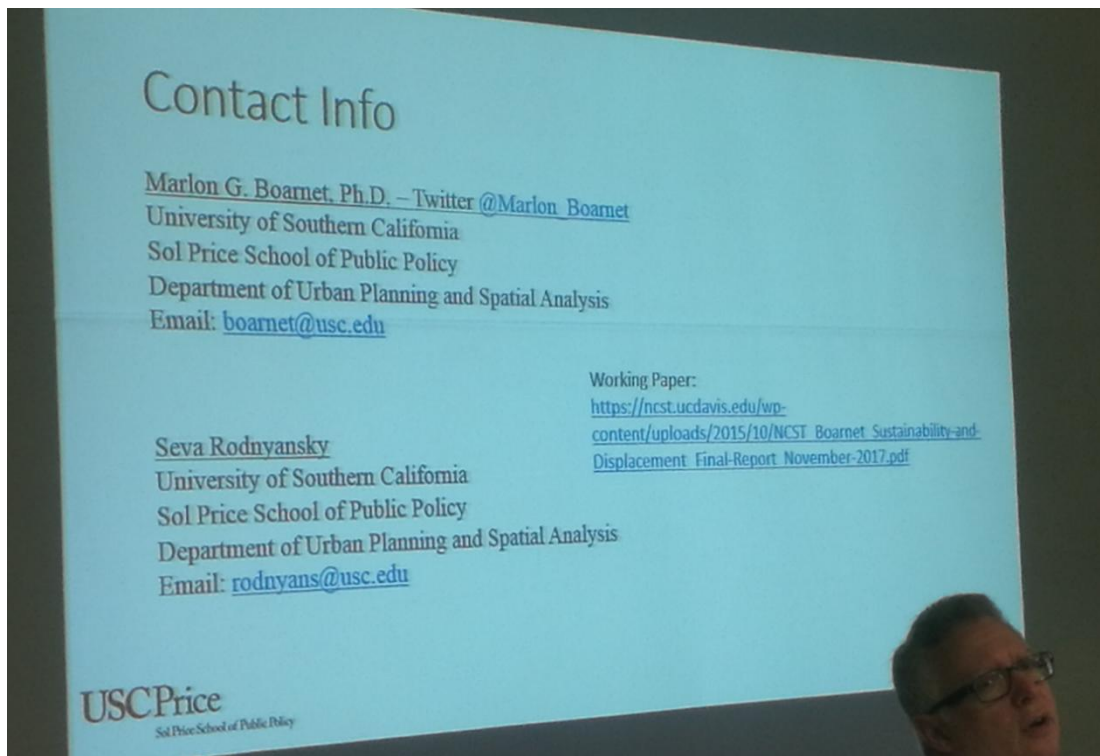 Contact Info
Marlon G. Boarnet, Ph.D. – Twitter @Marlon_Boarnet
University of Southern California
Sol Price School of Public Policy
Department of Urban Planning and Spatial Analysis
Email: boarnet@usc.edu
Working Paper:
https://ncst.ucdavis.edu/wp-
content/uploads/2015/10/NCST_Boarnet_Sustainability-and-
Displacement_Final-Report_November-2017.pdf
Seva Rodnyansky
University of Southern California
Sol Price School of Public Policy
Department of Urban Planning and Spatial Analysis
Email: rodnyans@usc.edu
USC Price
Sol Price School of Public Policy